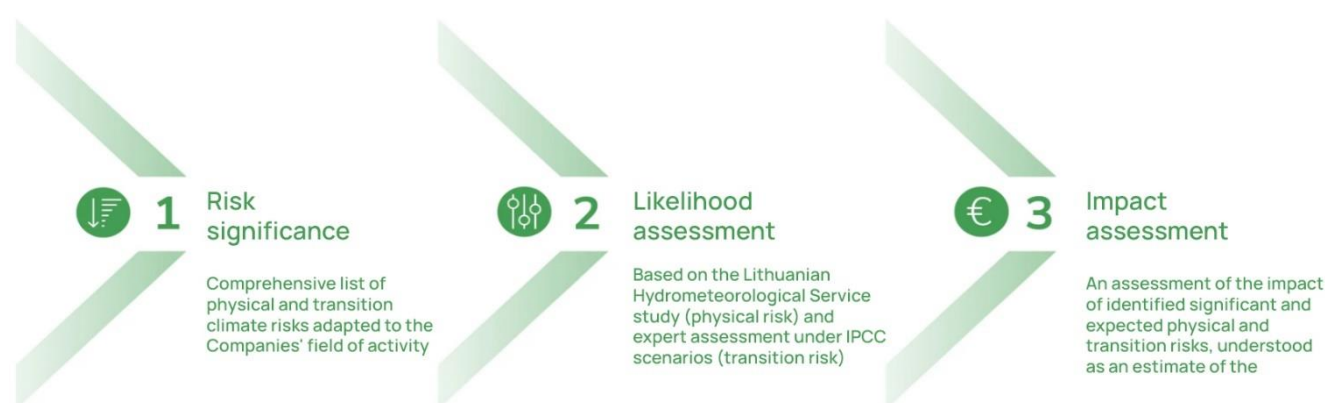 1
Risk
significance
Comprehensive list of
physical and transition
climate risks adapted to the
Companies' field of activity
2
Likelihood
assessment
Based on the Lithuanian
Hydrometeorological Service
study (physical risk) and
expert assessment under IPCC
scenarios (transition risk)
€
3
Impact
assessment
An assessment of the impact
of identified significant and
expected physical and
transition risks, understood
as an estimate of the